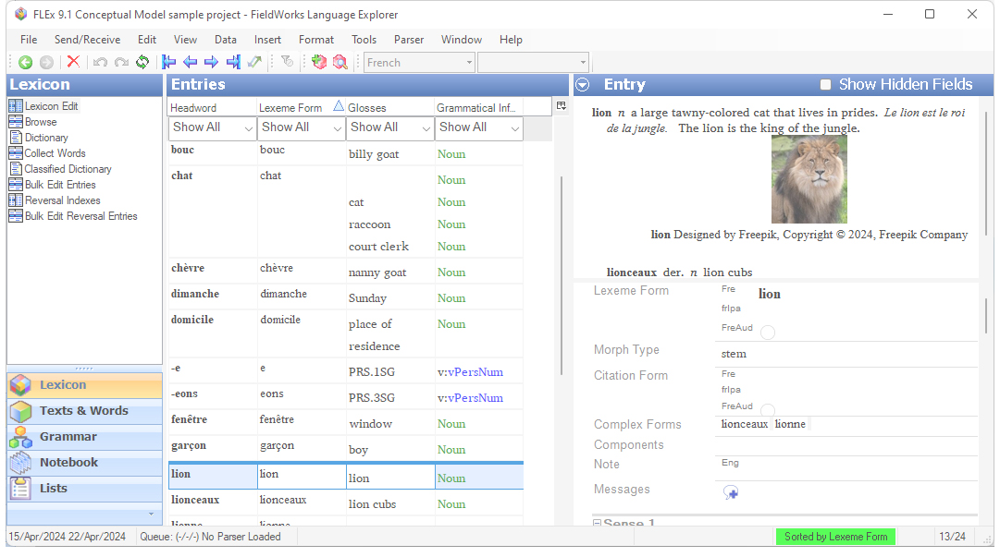 FLEx 9.1 Conceptual Model sample project - FieldWorks Language Explorer
File Send/Receive Edit View Data Insert Format Tools Parser Window Help
French
Lexicon
Lexicon Edit
Browse
Dictionary
Collect Words
Classified Dictionary
Bulk Edit Entries
Reversal Indexes
Bulk Edit Reversal Entries
Lexicon
Texts & Words
Grammar
Notebook
Lists
Entries
Headword Lexeme Form Glosses Grammatical Inf...
Show All Show All Show All Show All
bouc bouc billy goat Noun
chat chat Noun
cat Noun
raccoon Noun
court clerk Noun
chèvre chèvre nanny goat Noun
dimanche dimanche Sunday Noun
domicile domicile place of Noun
residence
-e e PRS.1SG v:vPersNum
-eons eons PRS.3SG v:vPersNum
fenêtre fenêtre window Noun
garçon garçon boy Noun
lion lion lion Noun
lionceaux lionceaux lion cubs Noun
lionne lionne
Entry Show Hidden Fields
lion n a large tawny-colored cat that lives in prides. Le lion est le roi
de la jungle. The lion is the king of the jungle.
lion Designed by Freepik, Copyright © 2024, Freepik Company
lionceaux der. n lion cubs
Lexeme Form Fre lion
frIpa
FreAud
Morph Type stem
Citation Form Fre
frIpa
FreAud
Complex Forms lionceaux lionne
Components
Note Eng
Messages
Sense 1
15/Apr/2024 22/Apr/2024 Queue: (-/-/-) No Parser Loaded Sorted by Lexeme Form 13/24